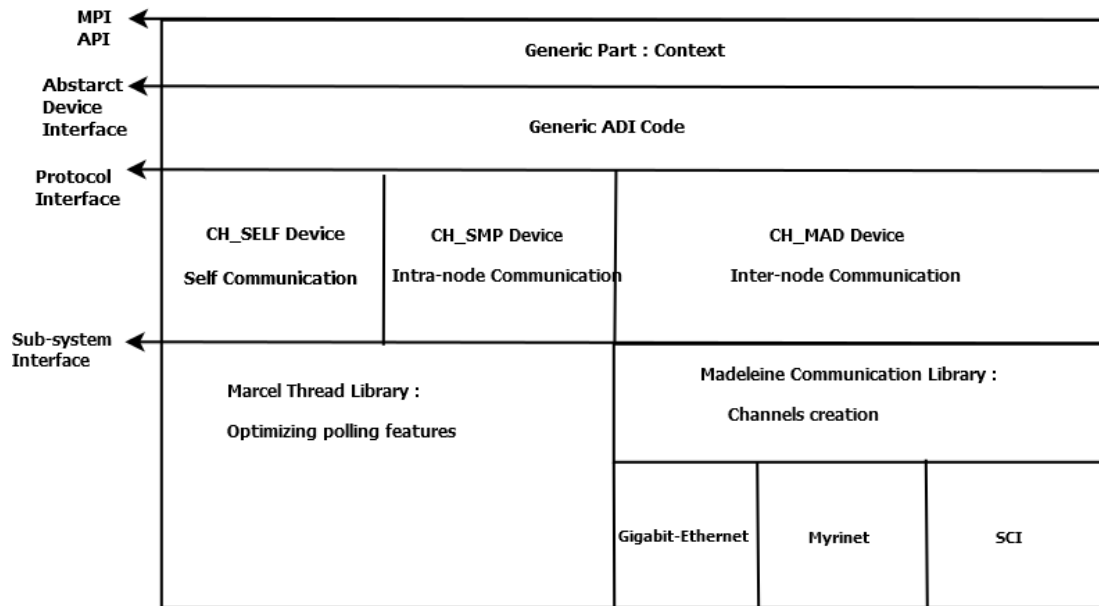 MPI
API
Generic Part : Context
Abstarct
Device
Interface
Generic ADI Code
Protocol
Interface
CH_SELF Device
Self Communication
CH_SMP Device
Intra-node Communication
CH_MAD Device
Inter-node Communication
Sub-system
Interface
Marcel Thread Library :
Optimizing polling features
Madeleine Communication Library :
Channels creation
Gigabit-Ethernet
Myrinet
SCI